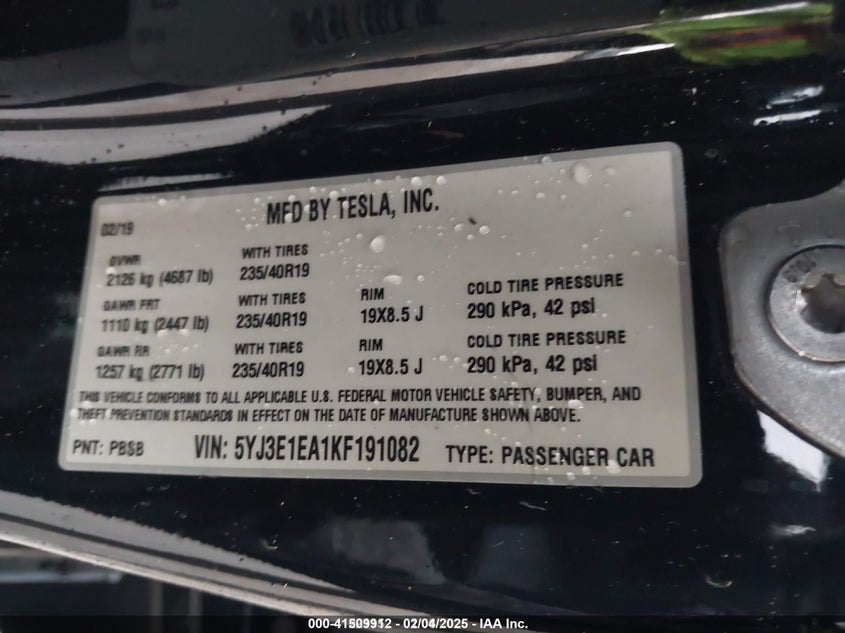 MFD BY TESLA, INC.
02/19
GVWR
2126 kg (4687 lb)
WITH TIRES
235/40R19
GAWR FRT
1110 kg (2447 lb)
WITH TIRES
235/40R19
RIM
19X8.5 J
COLD TIRE PRESSURE
290 kPa, 42 psi
GAWR RR
1257 kg (2771 lb)
WITH TIRES
235/40R19
RIM
19X8.5 J
COLD TIRE PRESSURE
290 kPa, 42 psi
THIS VEHICLE CONFORMS TO ALL APPLICABLE U.S. FEDERAL MOTOR VEHICLE SAFETY, BUMPER, AND
THEFT PREVENTION STANDARDS IN EFFECT ON THE DATE OF MANUFACTURE SHOWN ABOVE.
PNT: PBSB VIN: 5YJ3E1EA1KF191082 TYPE: PASSENGER CAR
000-41509912 - 02/04/2025 - IAA Inc.